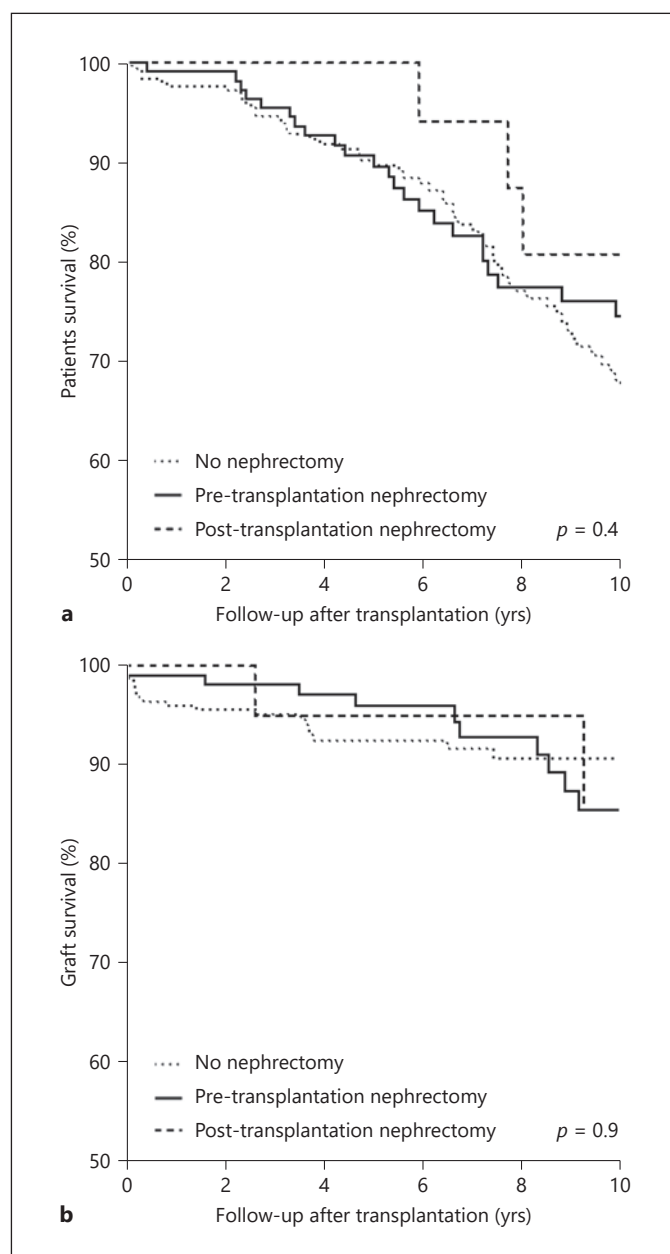 100
90
80
70
60
50
Patients survival (%)
No nephrectomy
Pre-transplantation nephrectomy
Post-transplantation nephrectomy p = 0.4
0 2 4 6 8 10
a Follow-up after transplantation (yrs)
100
90
80
70
60
50
Graft survival (%)
No nephrectomy
Pre-transplantation nephrectomy
Post-transplantation nephrectomy p = 0.9
0 2 4 6 8 10
b Follow-up after transplantation (yrs)